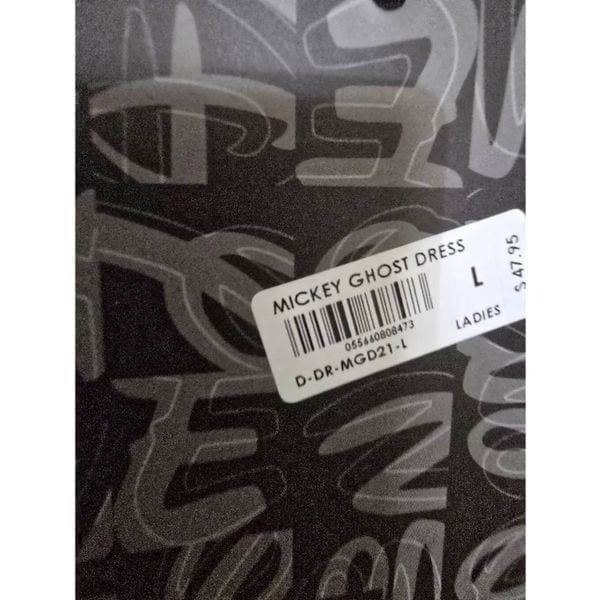 MICKEY GHOST DRESS
055660808473
D-DR-MGD21-L
L
LADIES
$ 47.95